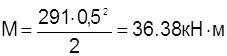 М = (291·0,5²)/2 = 36.38кН·м